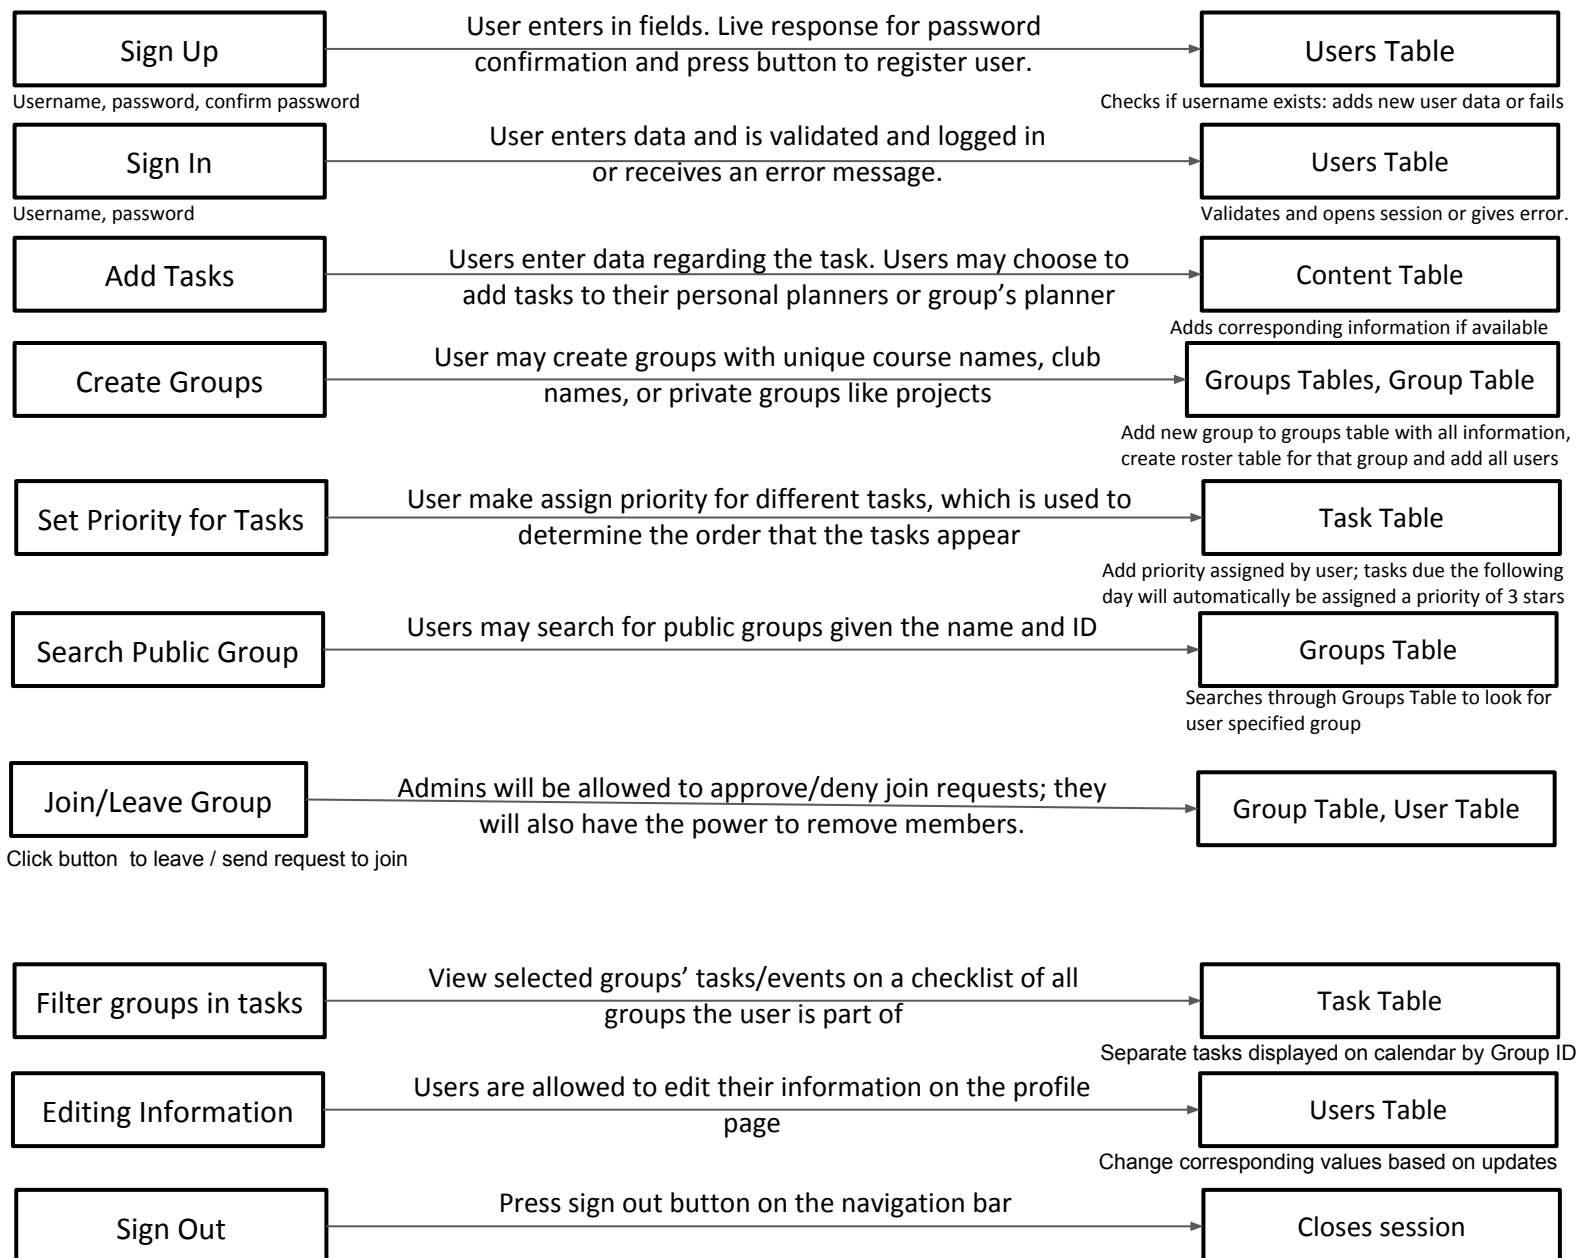 Sign Up
User enters in fields. Live response for password
confirmation and press button to register user.
Users Table
Username, password, confirm password
Checks if username exists: adds new user data or fails
Sign In
User enters data and is validated and logged in
or receives an error message.
Users Table
Username, password
Validates and opens session or gives error.
Add Tasks
Users enter data regarding the task. Users may choose to
add tasks to their personal planners or group’s planner
Content Table
Adds corresponding information if available
Create Groups
User may create groups with unique course names, club
names, or private groups like projects
Groups Tables, Group Table
Add new group to groups table with all information,
create roster table for that group and add all users
Set Priority for Tasks
User make assign priority for different tasks, which is used to
determine the order that the tasks appear
Task Table
Add priority assigned by user; tasks due the following
day will automatically be assigned a priority of 3 stars
Search Public Group
Users may search for public groups given the name and ID
Groups Table
Searches through Groups Table to look for
user specified group
Join/Leave Group
Admins will be allowed to approve/deny join requests; they
will also have the power to remove members.
Group Table, User Table
Click button  to leave / send request to join
Filter groups in tasks
View selected groups’ tasks/events on a checklist of all
groups the user is part of
Task Table
Separate tasks displayed on calendar by Group ID
Editing Information
Users are allowed to edit their information on the profile
page
Users Table
Change corresponding values based on updates
Sign Out
Press sign out button on the navigation bar
Closes session